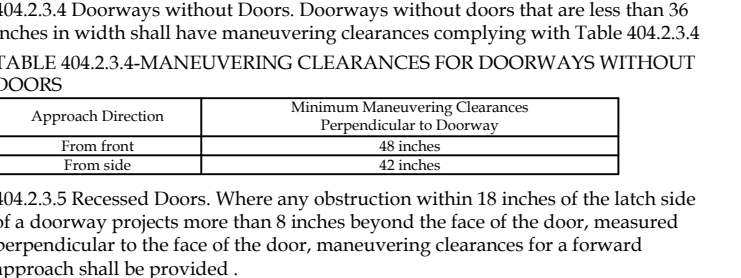 404.2.3.4 Doorways without Doors. Doorways without doors that are less than 36
inches in width shall have maneuvering clearances complying with Table 404.2.3.4
TABLE 404.2.3.4-MANEUVERING CLEARANCES FOR DOORWAYS WITHOUT
DOORS
Approach Direction
Minimum Maneuvering Clearances
Perpendicular to Doorway
From front 48 inches
From side 42 inches
404.2.3.5 Recessed Doors. Where any obstruction within 18 inches of the latch side
of a doorway projects more than 8 inches beyond the face of the door, measured
perpendicular to the face of the door, maneuvering clearances for a forward
approach shall be provided .